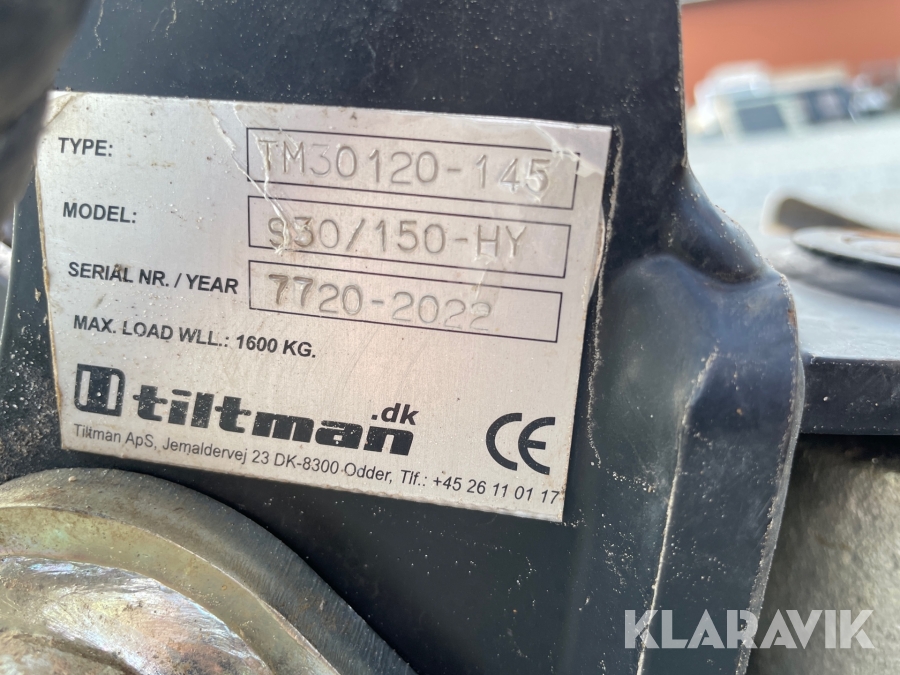 TYPE: TM30120-145
MODEL: S30/150-HY
SERIAL NR. / YEAR 7720-2022
MAX. LOAD WLL.: 1600 KG.
tiltman.dk
CE
Tiltman ApS, Jernaldervej 23 DK-8300 Odder, Tlf.: +45 26 11 01 17
KLARAVIK